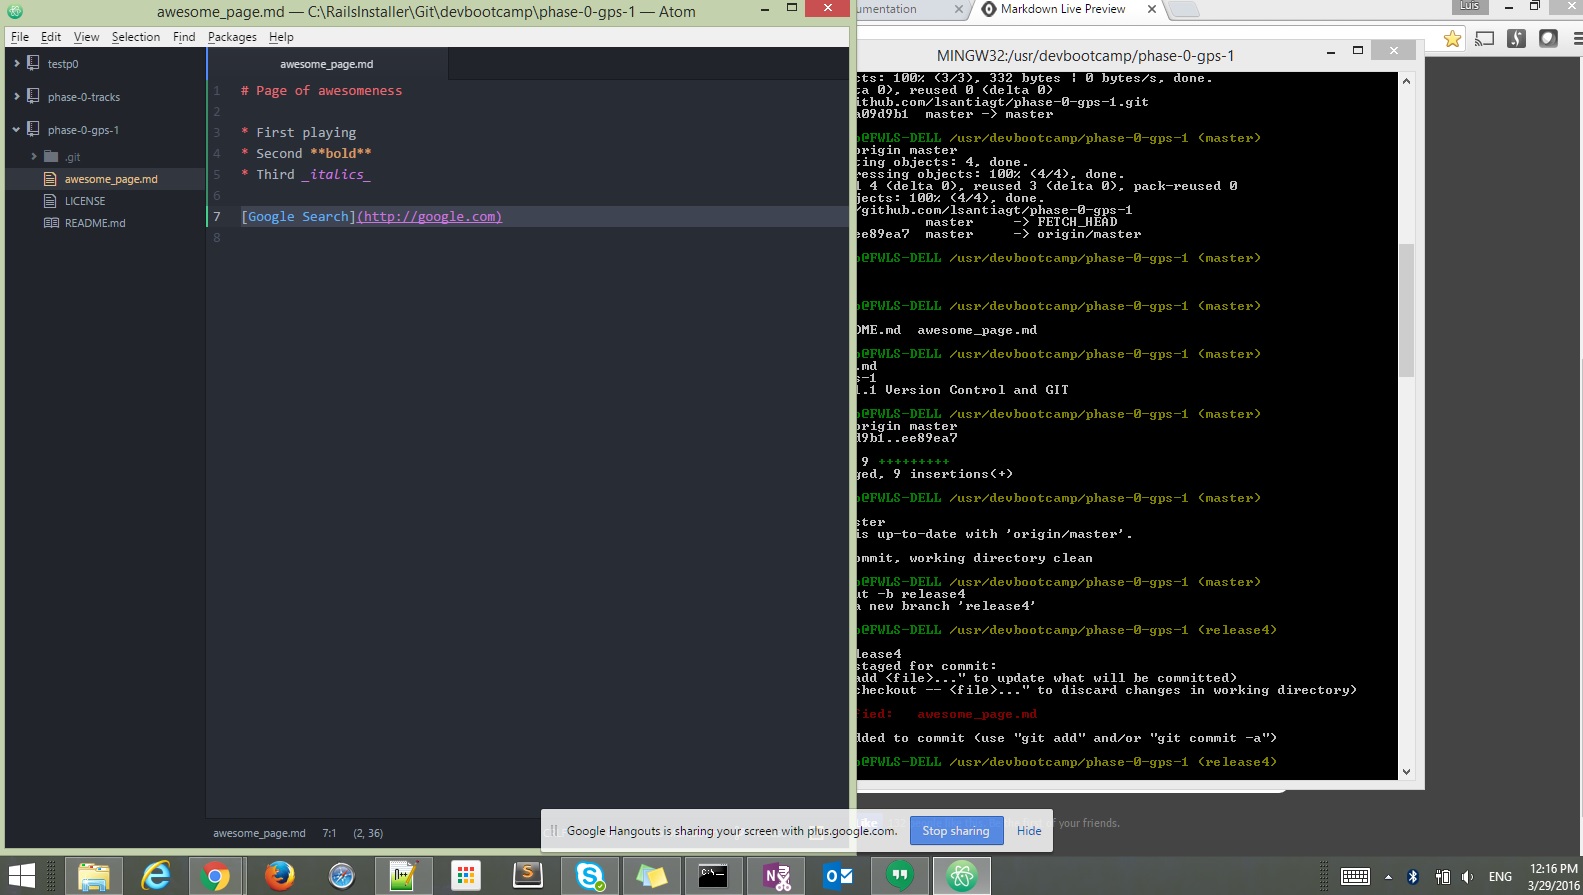 awesome_page.md — C:\RailsInstaller\Git\devbootcamp\phase-0-gps-1 — Atom
File Edit View Selection Find Packages Help
testp0
phase-0-tracks
phase-0-gps-1
.git
awesome_page.md
LICENSE
README.md
awesome_page.md
1 # Page of awesomeness
2
3 * First playing
4 * Second **bold**
5 * Third _italics_
6
7 [Google Search](http://google.com)
8
awesome_page.md 7:1 (2, 36)
umentation
Markdown Live Preview
Luis
MINGW32:/usr/devbootcamp/phase-0-gps-1
cts: 100% (3/3), 332 bytes | 0 bytes/s, done.
ta 0), reused 0 (delta 0)
ithub.com/lsantiagt/phase-0-gps-1.git
a09d9b1 master -> master
@FWLS-DELL /usr/devbootcamp/phase-0-gps-1 (master)
origin master
ting objects: 4, done.
ressing objects: 100% (4/4), done.
l 4 (delta 0), reused 3 (delta 0), pack-reused 0
jects: 100% (4/4), done.
/github.com/lsantiagt/phase-0-gps-1
master -> FETCH_HEAD
ee89ea7 master -> origin/master
@FWLS-DELL /usr/devbootcamp/phase-0-gps-1 (master)
@FWLS-DELL /usr/devbootcamp/phase-0-gps-1 (master)
ME.md awesome_page.md
@FWLS-DELL /usr/devbootcamp/phase-0-gps-1 (master)
.md
s-1
1.1 Version Control and GIT
@FWLS-DELL /usr/devbootcamp/phase-0-gps-1 (master)
origin master
d9b1..ee89ea7
9 +++++++++
ged, 9 insertions(+)
@FWLS-DELL /usr/devbootcamp/phase-0-gps-1 (master)
ster
is up-to-date with 'origin/master'.
ommit, working directory clean
@FWLS-DELL /usr/devbootcamp/phase-0-gps-1 (master)
ut -b release4
a new branch 'release4'
@FWLS-DELL /usr/devbootcamp/phase-0-gps-1 (release4)
lease4
staged for commit:
add <file>..." to update what will be committed)
checkout -- <file>..." to discard changes in working directory)
fied: awesome_page.md
dded to commit (use "git add" and/or "git commit -a")
@FWLS-DELL /usr/devbootcamp/phase-0-gps-1 (release4)
Google Hangouts is sharing your screen with plus.google.com. Stop sharing Hide
of your friends.
ENG
12:16 PM
3/29/2016